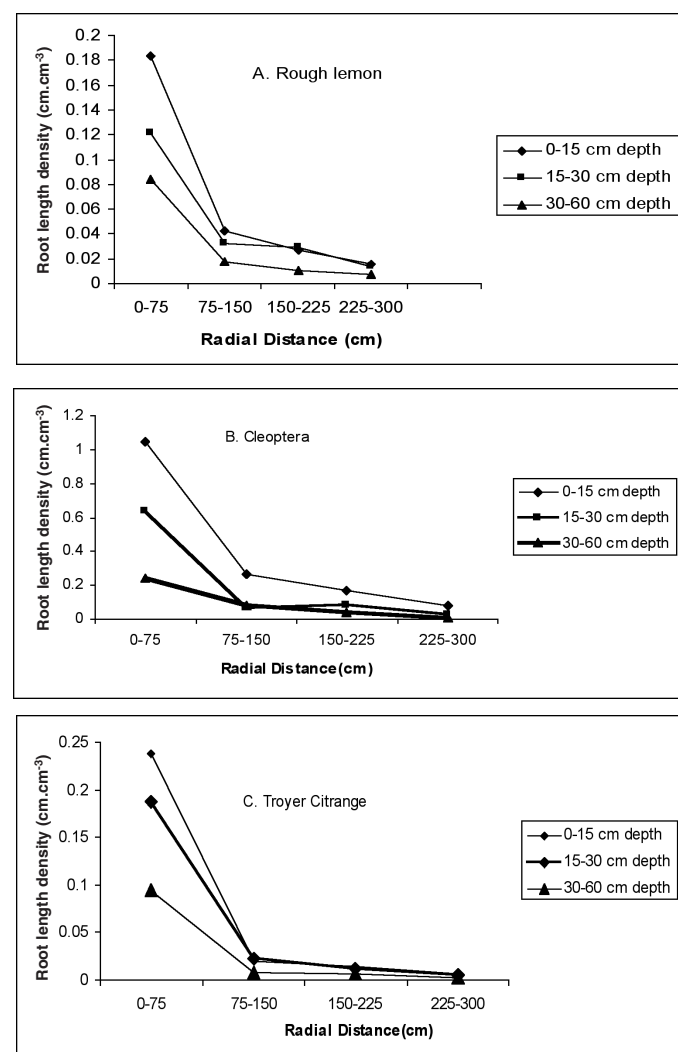 A. Rough lemon
Root length density (cm.cm-3)
0.2
0.18
0.16
0.14
0.12
0.1
0.08
0.06
0.04
0.02
0
0-75 75-150 150-225 225-300
Radial Distance (cm)
0-15 cm depth
15-30 cm depth
30-60 cm depth
B. Cleoptera
Root length density (cm.cm-3)
1.2
1
0.8
0.6
0.4
0.2
0
0-75 75-150 150-225 225-300
Radial Distance(cm)
0-15 cm depth
15-30 cm depth
30-60 cm depth
C. Troyer Citrange
Root length density (cm.cm-3)
0.25
0.2
0.15
0.1
0.05
0
0-75 75-150 150-225 225-300
Radial Distance(cm)
0-15 cm depth
15-30 cm depth
30-60 cm depth